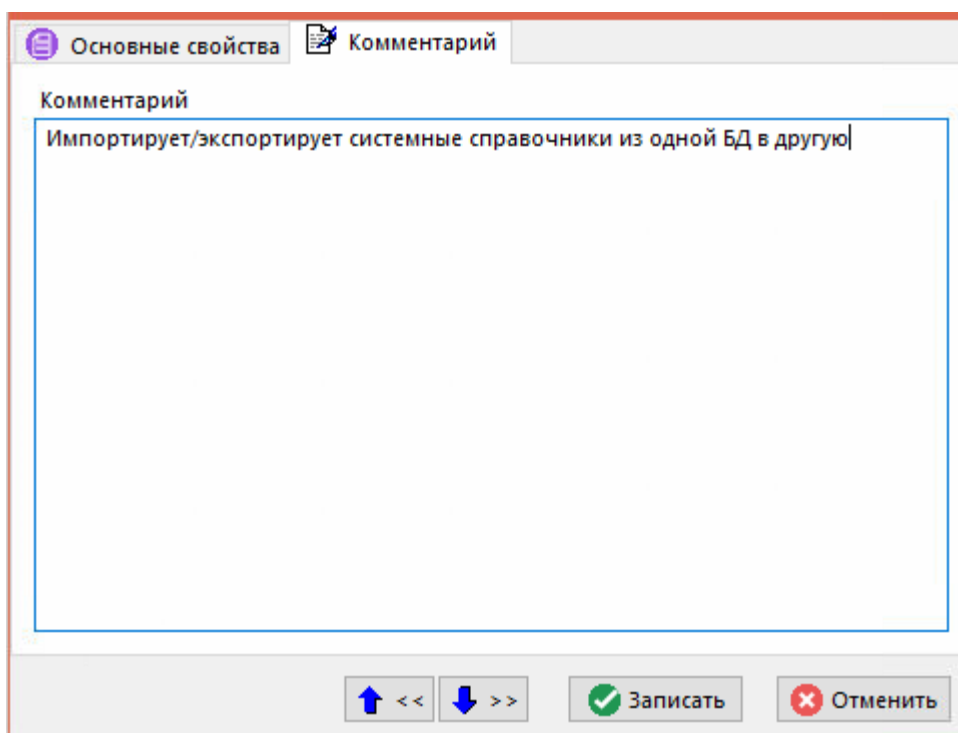 Основные свойства Комментарий
Комментарий
Импортирует/экспортирует системные справочники из одной БД в другую
<< >> Записать Отменить